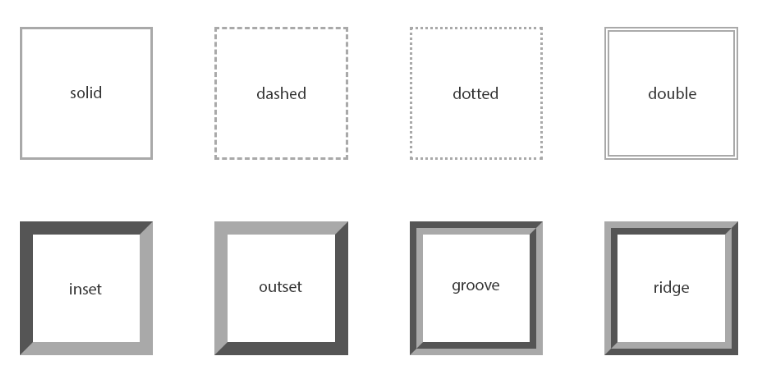 solid
dashed
dotted
double
inset
outset
groove
ridge